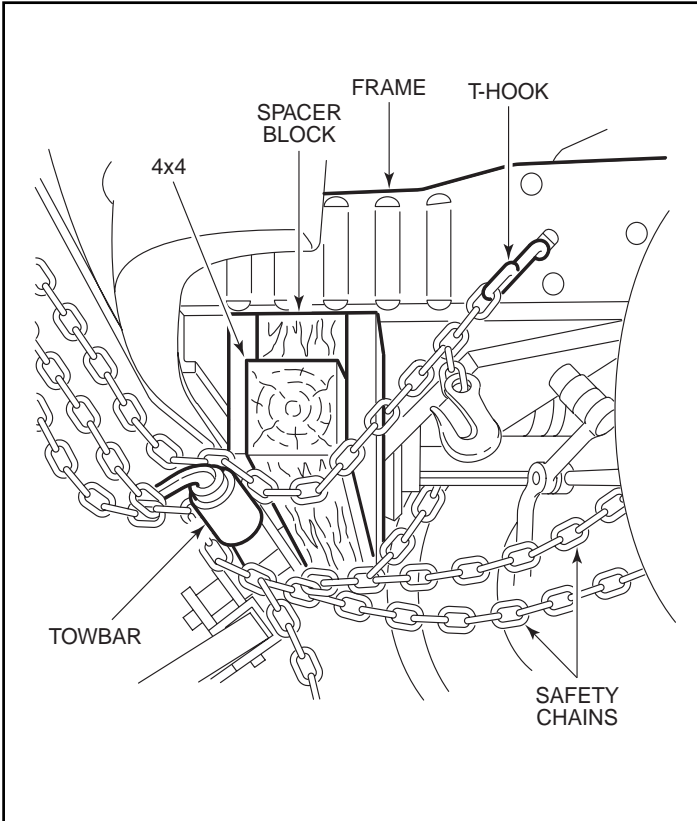 FRAME
T-HOOK
SPACER
BLOCK
4x4
TOWBAR
SAFETY
CHAINS